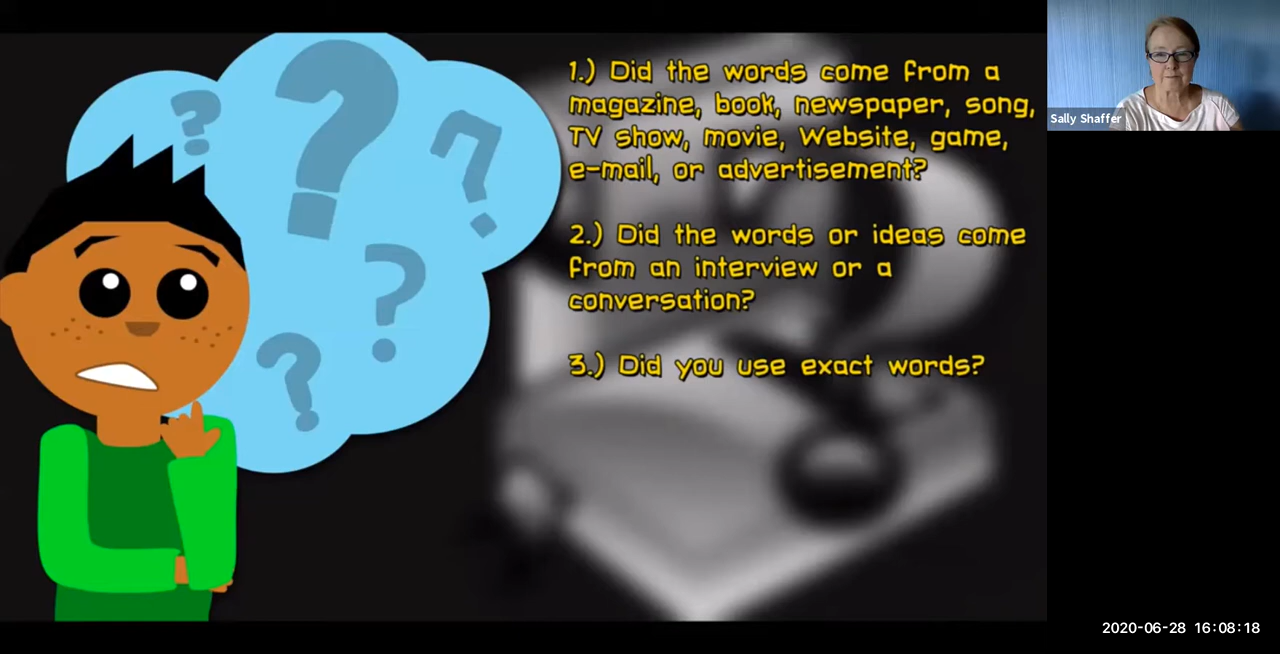 1.) Did the words come from a
magazine, book, newspaper, song,
TV show, movie, Website, game,
e-mail, or advertisement?
2.) Did the words or ideas come
from an interview or a
conversation?
3.) Did you use exact words?
?
?
?
?
?
Sally Shaffer
2020-06-28 16:08:18